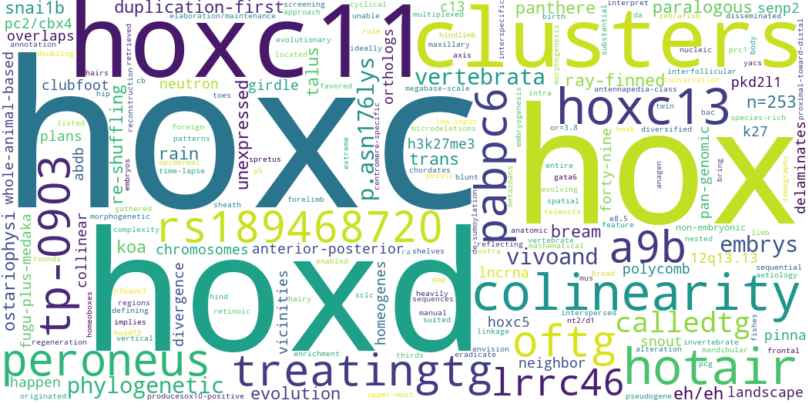 snai1b duplication-first hoxc11 c13 clusters panthere paralogous senp2
pc2/cbx4 elaboration/maintenance screening approach cyclical unable multiplexed birth interpret substantial da zebrafish disseminated
overlaps annotation doubling hairs retrieved evolutionary located rule ideally favored orthologs hindlimb maxillary axis interspecific morphogenesis nucleic prc1 body conservation yacs
whole-animal-based clubfoot neutron talus girdle vertebrata ray-finned interfollicular pkd2l1
hoxc hip cb toes reconstruction megabase-scale pabpc6 hoxc13 antennapedia-class twin bac species-rich n=253
listed plans foreign patterns unexpressed microdeletions low-input intra or=3.8 hoxb diversified k27
re-shuffling rain h3k27me3 trans centromere-specific p.asn176lys hox forty-nine pan-genomic deliminates proximal-toward-distal
abdb embryos epidermal time-lapse spretus extreme chordates pelvis blunt embryogenesis metazoans entire gata6 anagen tomography
tp-0903 p5 forelimb evolving spatial teleosts bring
gathered sheath rs189468720 de-sumoylation e8.5 feature non-embryonic limb
ostariophysi fugu-plus-medaka morphogenetic complexity koa chromosomes anterior-posterior ra shelves anatomic reflecting bream vertebrate mathematical nested a9b embrys
collinear rounds hoxd enabled extra vivoand lncrna mus broad polycomb 12q13.13 sequential aetiology
h3k4me3 regions defining implies hind retinoic hairy sclc map heavily sequences manual suited colinearity
homeoboxes hoxd10 vertical divergence vicinities homeogenes hoxc5 interspersed nt2/d1 calledtg fishes
regeneration linkage envision oftg snout invertebrate pinna
peroneus enrichment thirds eradicate neighbor alteration mandibular frontal
happen phylogenetic treatingtg lrrc46 hotair pcg
originated producesox10-positive evolution upper-most pseudogene eh/eh landscape